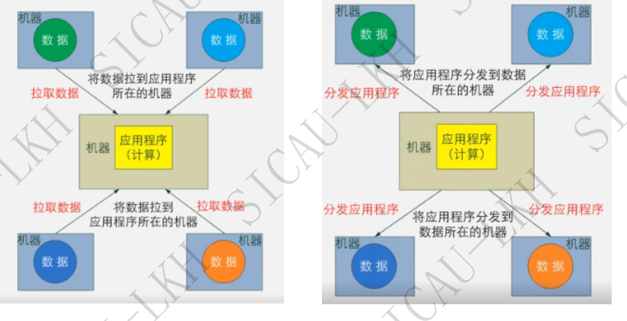 机器
数据
机器
数据
将数据拉到应用程序
所在的机器
拉取数据
拉取数据
机器
应用程序
(计算)
拉取数据
将数据拉到
应用程序所在的机器
拉取数据
机器
数据
机器
数据
机器
数据
机器
数据
将应用程序分发到数据
所在的机器
分发应用程序
分发应用程序
机器
应用程序
(计算)
分发应用程序
将应用程序分发到
数据所在的机器
分发应用程序
机器
数据
机器
数据
SICAU-LKH